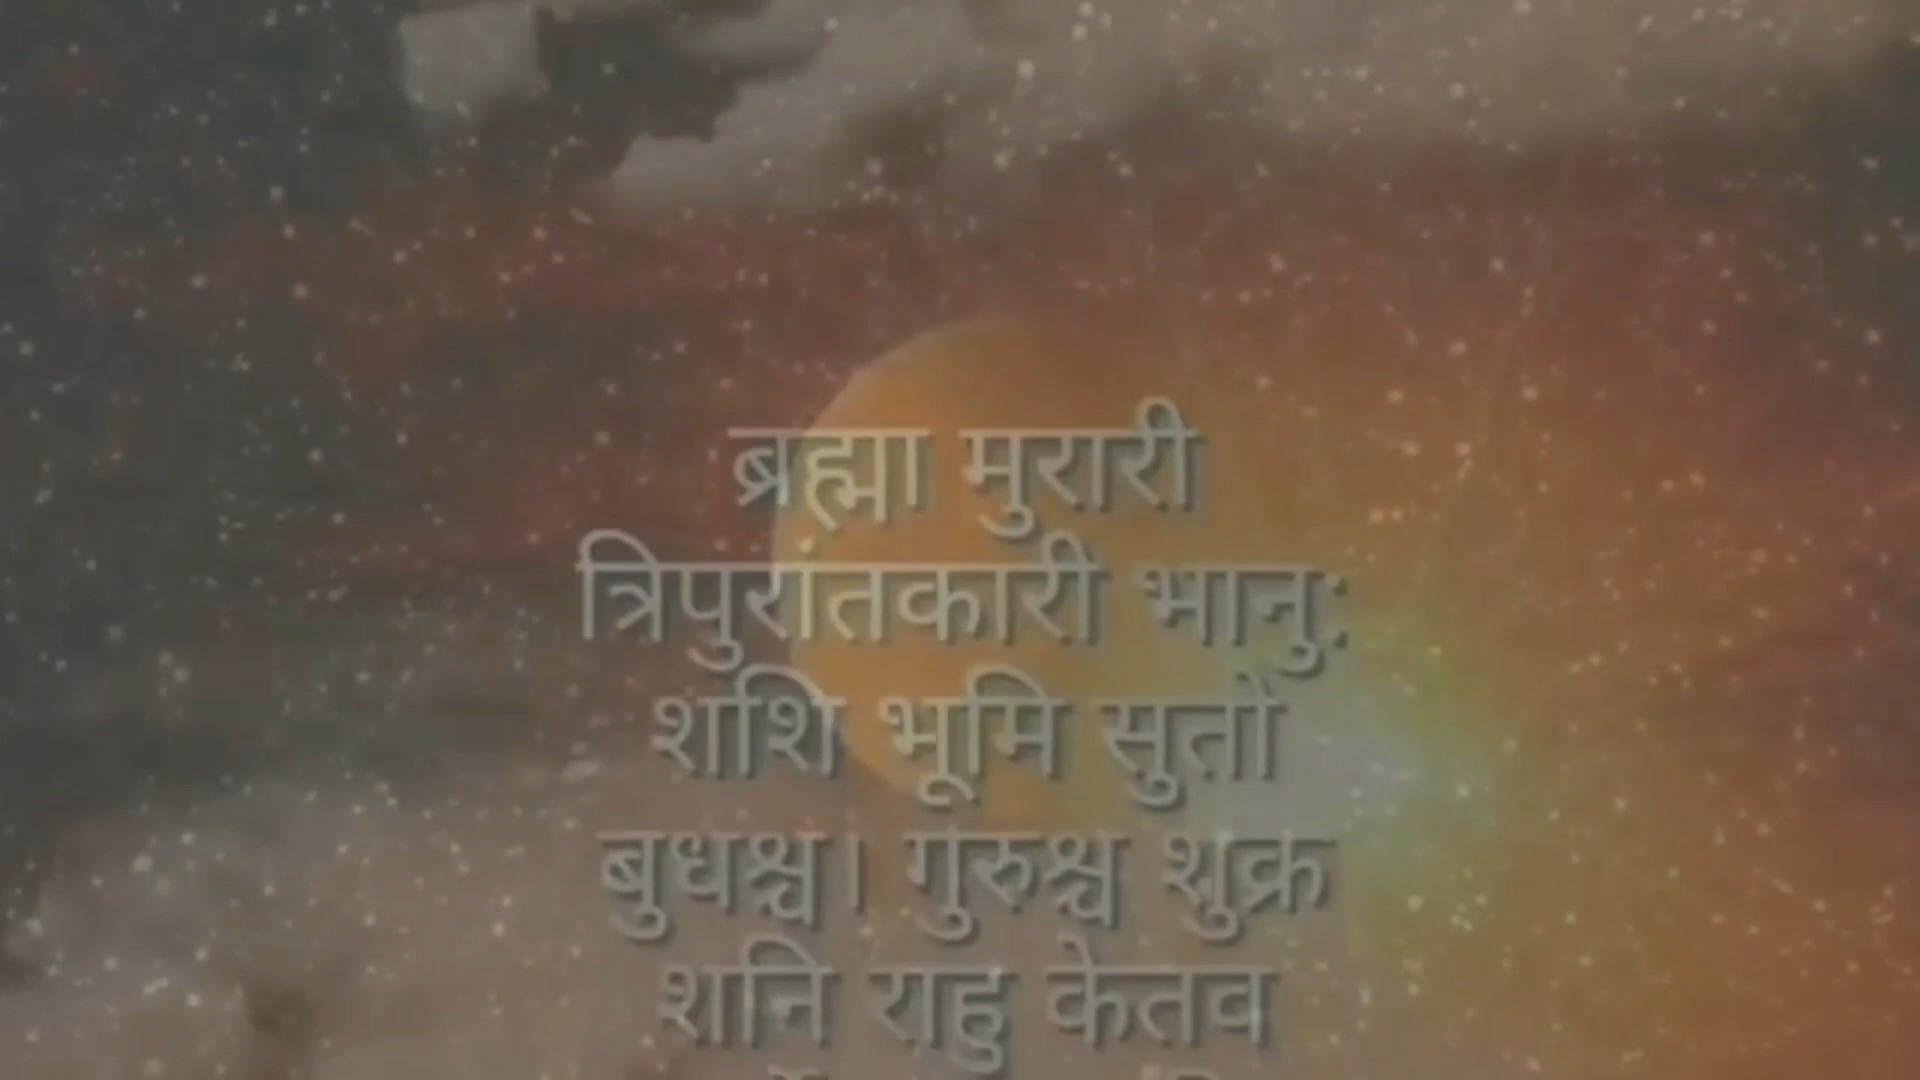 ब्रह्मा मुरारी
त्रिपुरांतकारी भानु:
शशि भूमि सुतो
बुधश्च। गुरुश्च शुक्र
शनि राहु केतव